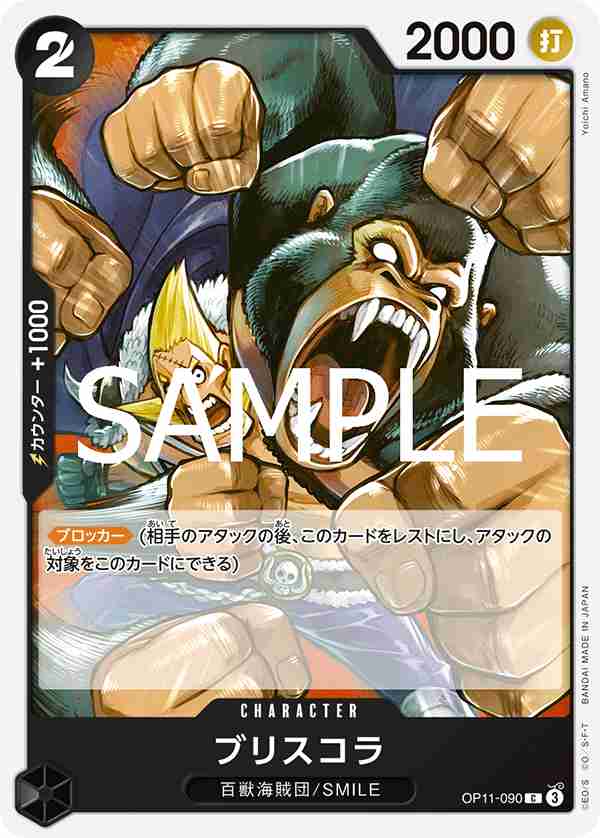 2
2000
打
Yoichi Amano
カウンター +1000
SAMPLE
ブロッカー (相手のアタックの後、このカードをレストにし、アタックの
対象をこのカードにできる)
CHARACTER
ブリスコラ
百獣海賊団/SMILE
OP11-090 C 3
©E.O/S ©O/S・F・T BANDAI MADE IN JAPAN